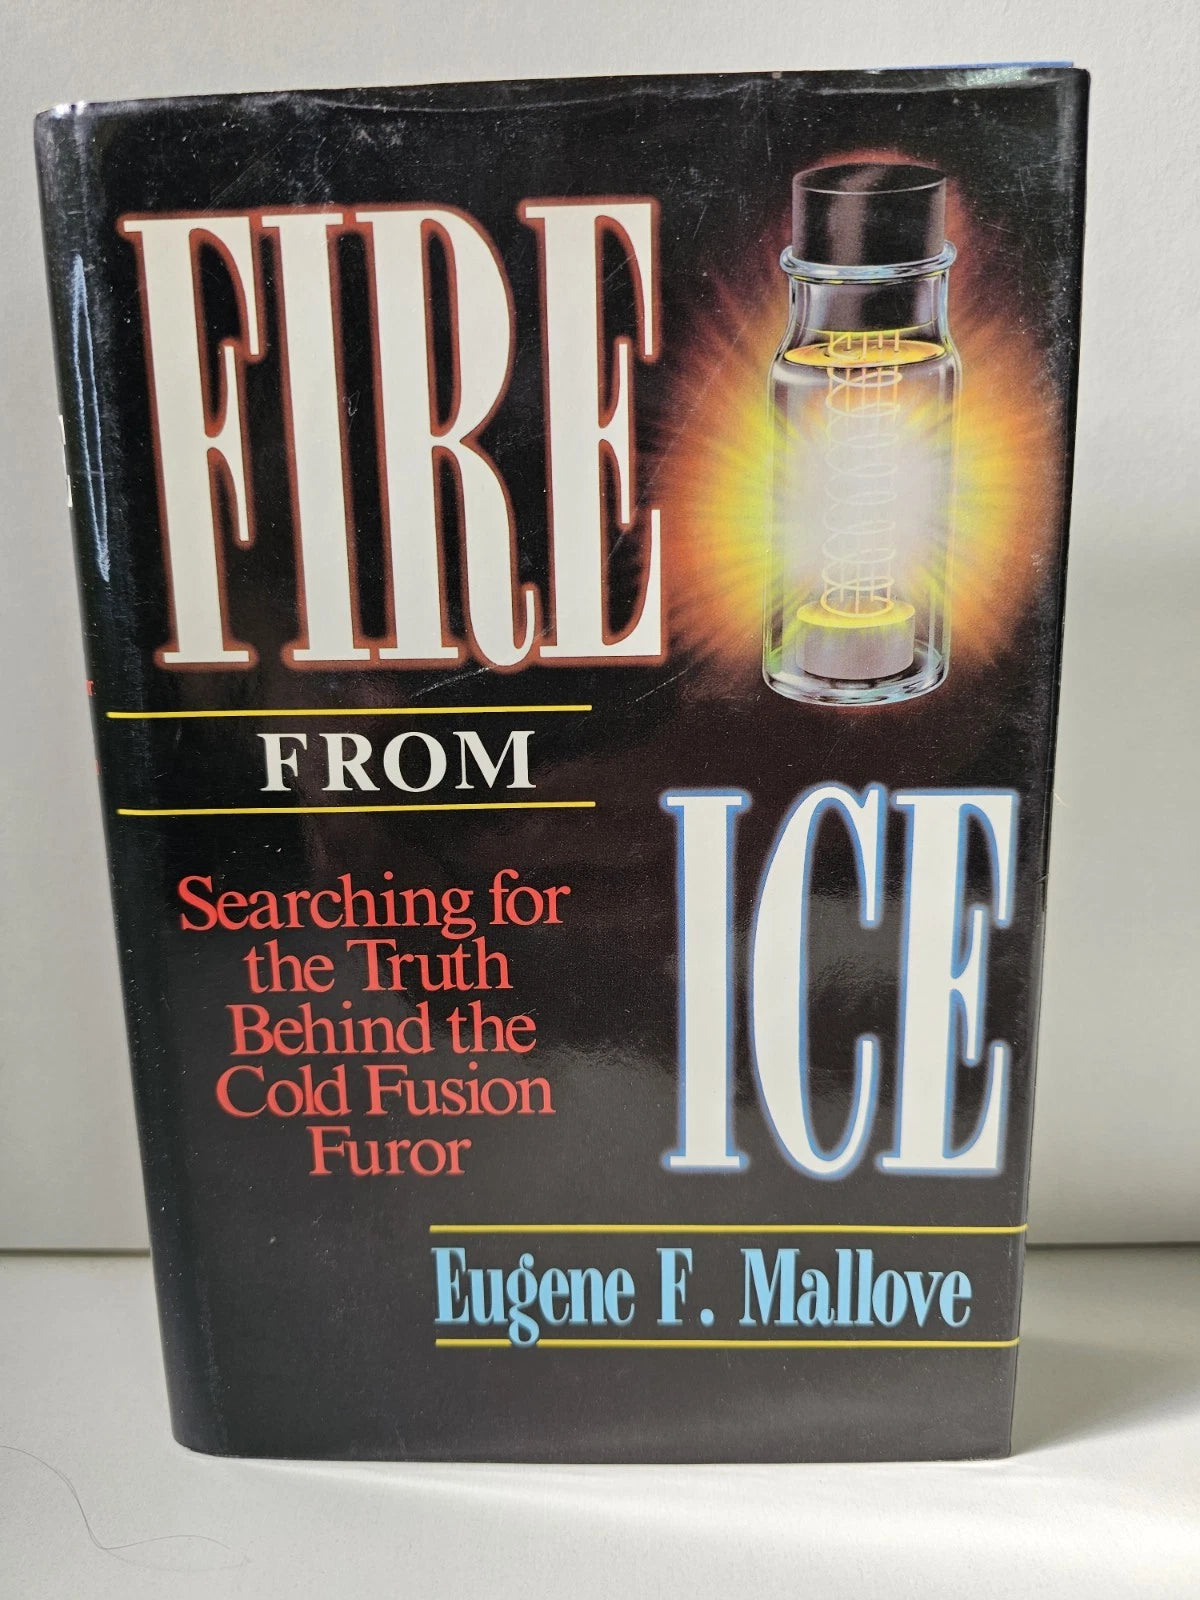 FIRE
FROM
ICE
Searching for
the Truth
Behind the
Cold Fusion
Furor
Eugene F. Mallove